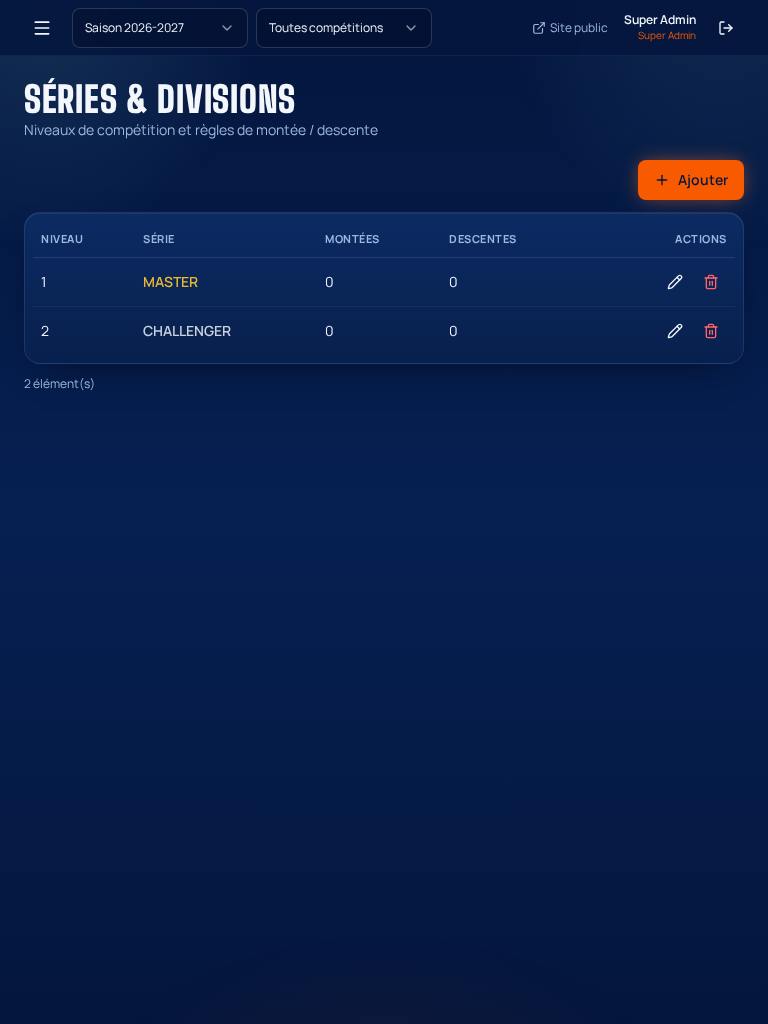 Saison 2026-2027
Toutes compétitions
Site public
Super Admin
Super Admin
SÉRIES & DIVISIONS
Niveaux de compétition et règles de montée / descente
Ajouter
NIVEAU SÉRIE MONTÉES DESCENTES ACTIONS
1 MASTER 0 0
2 CHALLENGER 0 0
2 élément(s)